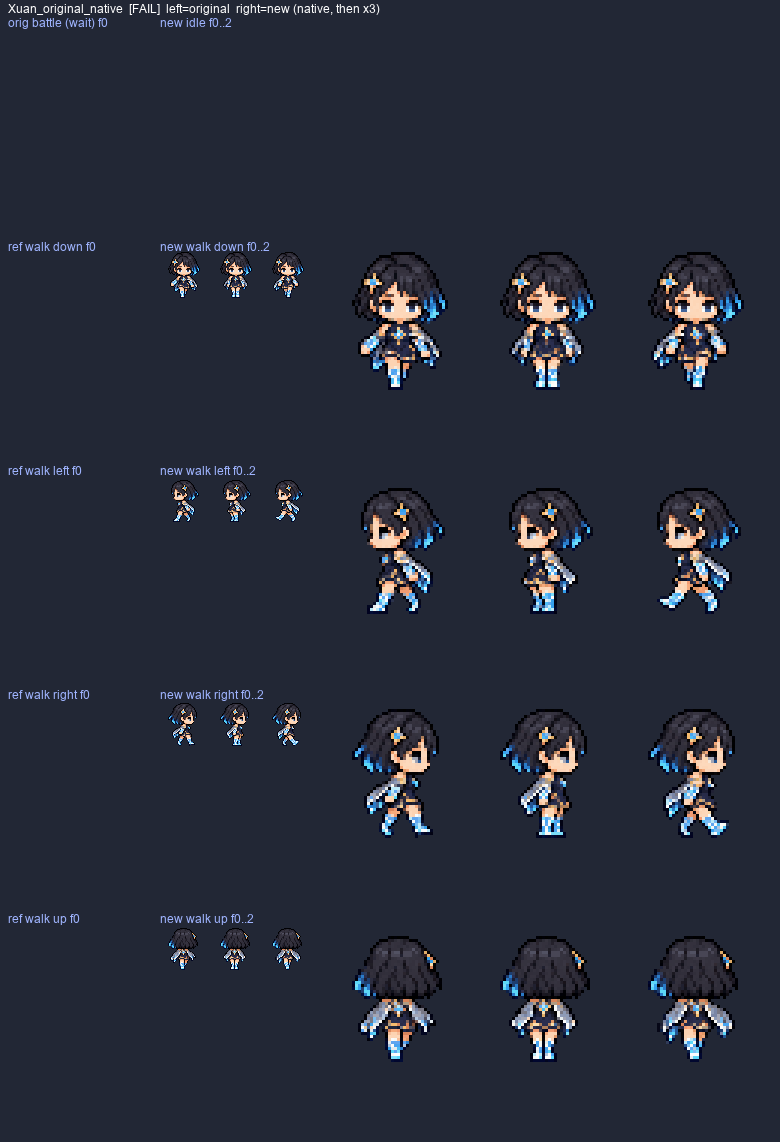 Xuan_original_native [FAIL] left=original right=new (native, then x3)
orig battle (wait) f0 new idle f0..2
ref walk down f0 new walk down f0..2
ref walk left f0 new walk left f0..2
ref walk right f0 new walk right f0..2
ref walk up f0 new walk up f0..2